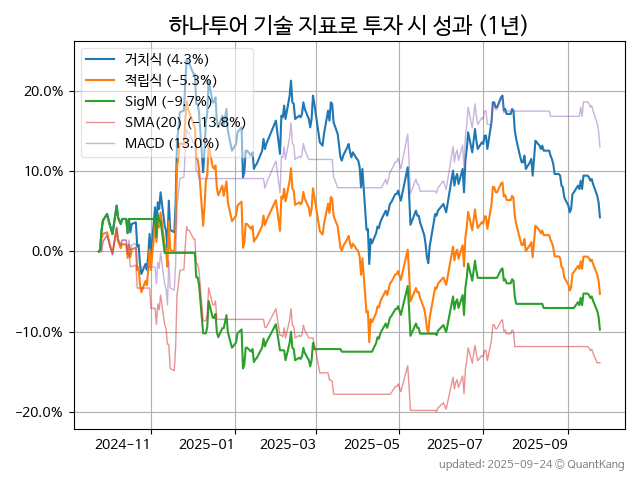 하나투어 기술 지표로 투자 시 성과 (1년)
거치식 (4.3%)
적립식 (−5.3%)
SigM (−9.7%)
SMA(20) (−13.8%)
MACD (13.0%)
20.0%
10.0%
0.0%
−10.0%
−20.0%
2024−11 2025−01 2025−03 2025−05 2025−07 2025−09
updated: 2025−09−24 © QuantKang